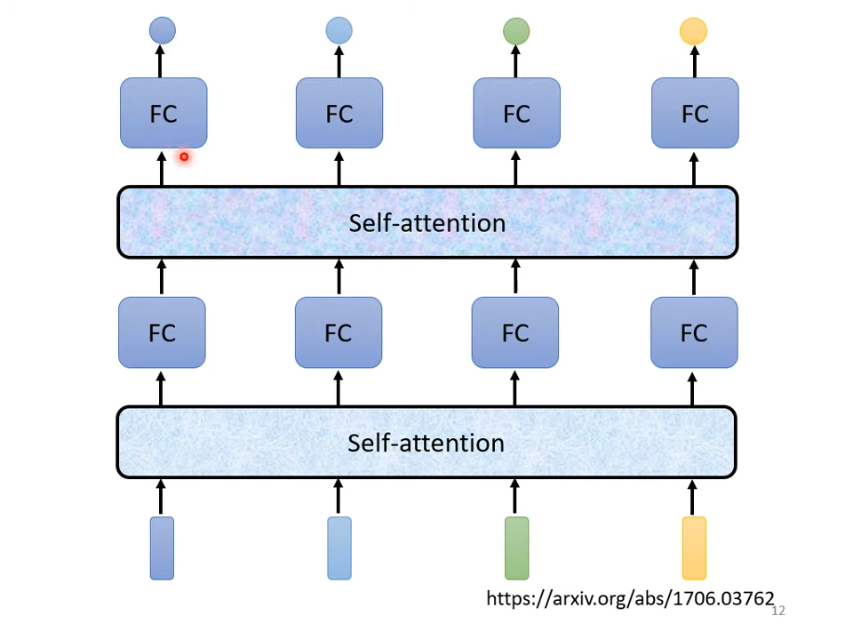 FC FC FC FC
Self-attention
FC FC FC FC
Self-attention
https://arxiv.org/abs/1706.03762
12